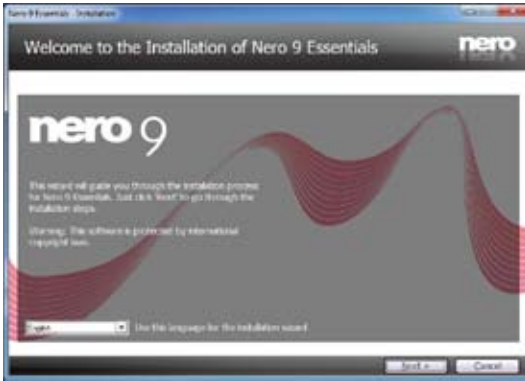 Nero 9 Essentials - Installation
Welcome to the Installation of Nero 9 Essentials
nero
nero 9
This wizard will guide you through the installation process
for Nero 9 Essentials. Just click 'Next' to go through the
installation steps.
Warning: This software is protected by international
copyright laws.
English
Use this language for the installation wizard
Next >
Cancel